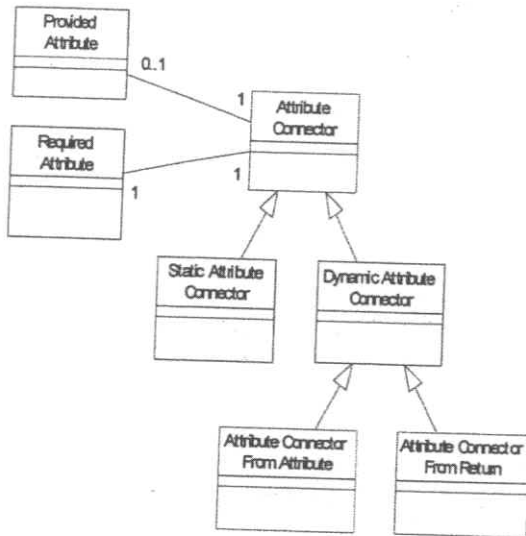 Provided
Attribute
0..1
1
Attribute
Connector
Required
Attribute
1
1
Static Attribute
Connector
Dynamic Attribute
Connector
Attribute Connector
From Attribute
Attribute Connector
From Return